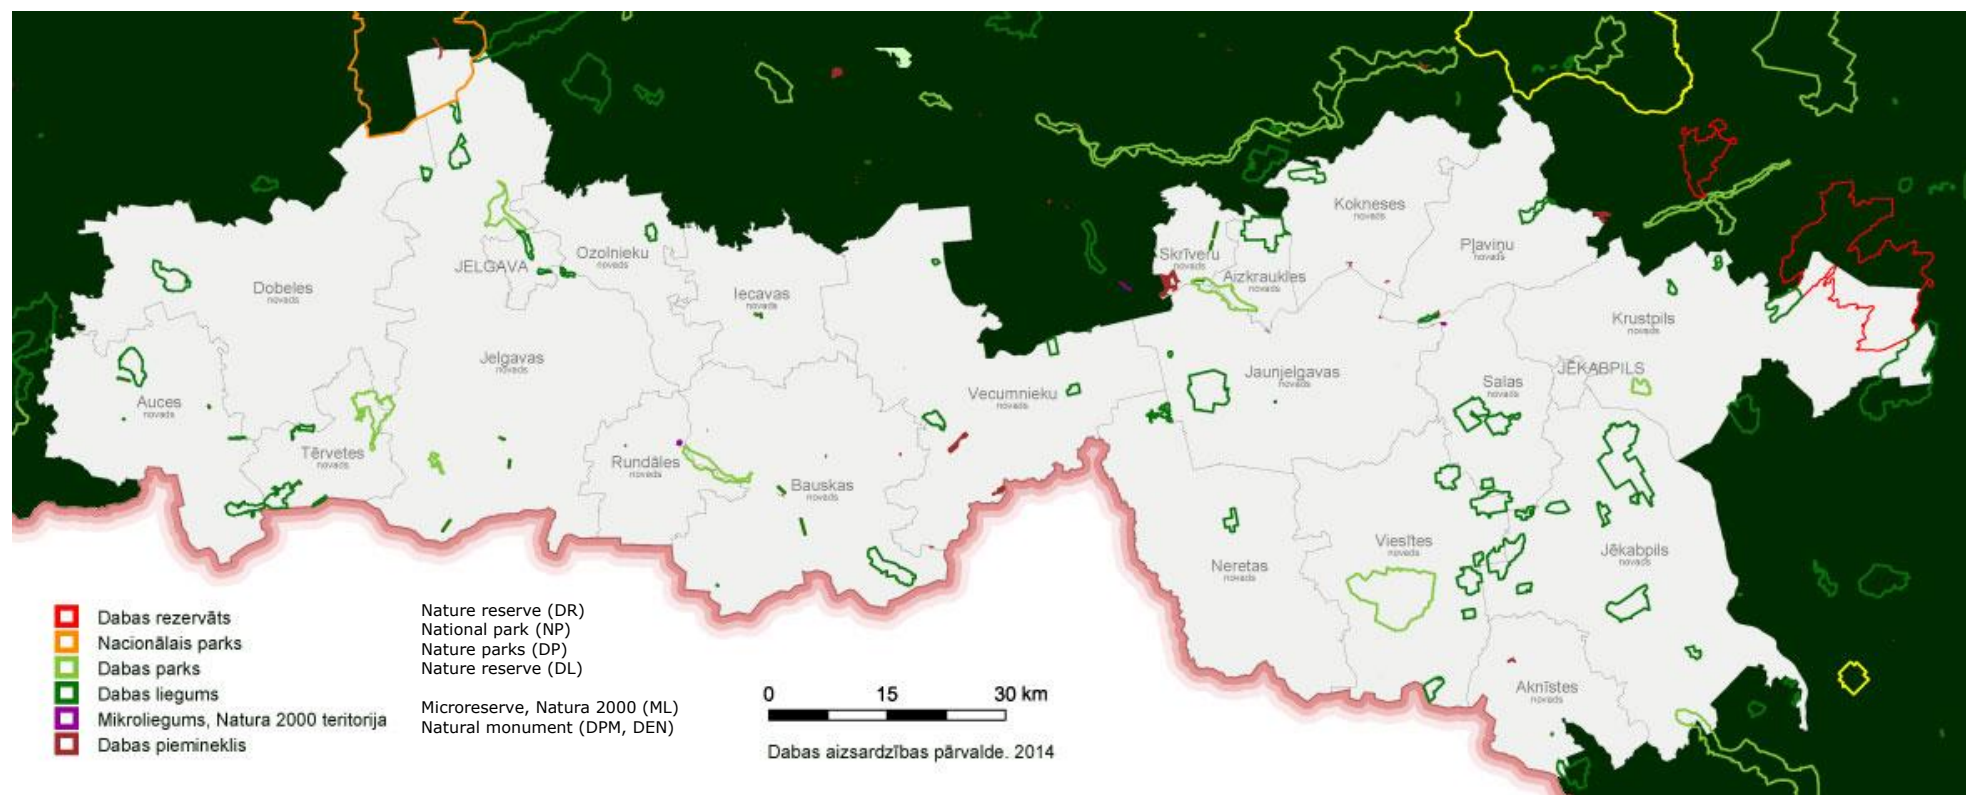 Kokneses
novads
Pļaviņu
novads
Skrīveru
novads
Aizkraukles
novads
Ozolnieku
novads
JELGAVA
Dobeles
novads
Iecavas
novads
Krustpils
novads
Jelgavas
novads
Jaunjelgavas
novads
JĒKABPILS
Salas
novads
Vecumnieku
novads
Auces
novads
Tērvetes
novads
Rundāles
novads
Bauskas
novads
Viesītes
novads
Jēkabpils
novads
Neretas
novads
Aknīstes
novads
Dabas rezervāts
Nacionālais parks
Dabas parks
Dabas liegums
Mikroliegums, Natura 2000 teritorija
Dabas piemineklis
Nature reserve (DR)
National park (NP)
Nature parks (DP)
Nature reserve (DL)
Microreserve, Natura 2000 (ML)
Natural monument (DPM, DEN)
0 15 30 km
Dabas aizsardzības pārvalde. 2014